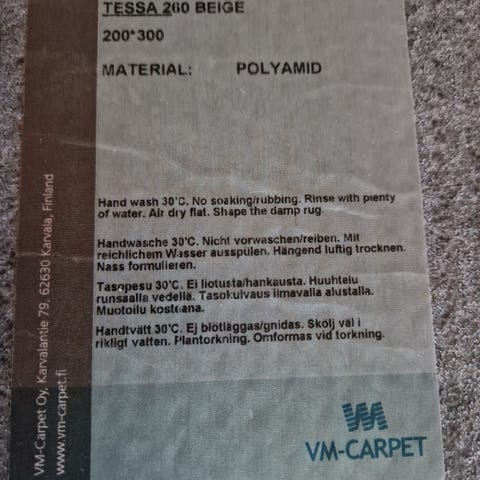 TESSA 260 BEIGE
200*300
MATERIAL: POLYAMID
Hand wash 30'C. No soaking/rubbing. Rinse with plenty
of water. Air dry flat. Shape the damp rug.
Handwäsche 30'C. Nicht vorwaschen/reiben. Mit
reichlichem Wasser ausspülen. Hängend luftig trocknen.
Nass formulieren.
Tasopesu 30'C. Ei liotusta/hankausta. Huuhtelu
runsaalla vedellä. Tasokuivaus ilmavalla alustalla.
Muotoilu kosteana.
Handtvätt 30'C. Ej blötläggas/gnidas. Skölj väl i
rikligt vatten. Plantorkning. Omformas vid torkning.
VM-Carpet Oy, Karvalantie 79, 62630 Karvala, Finland
www.vm-carpet.fi
VM-CARPET